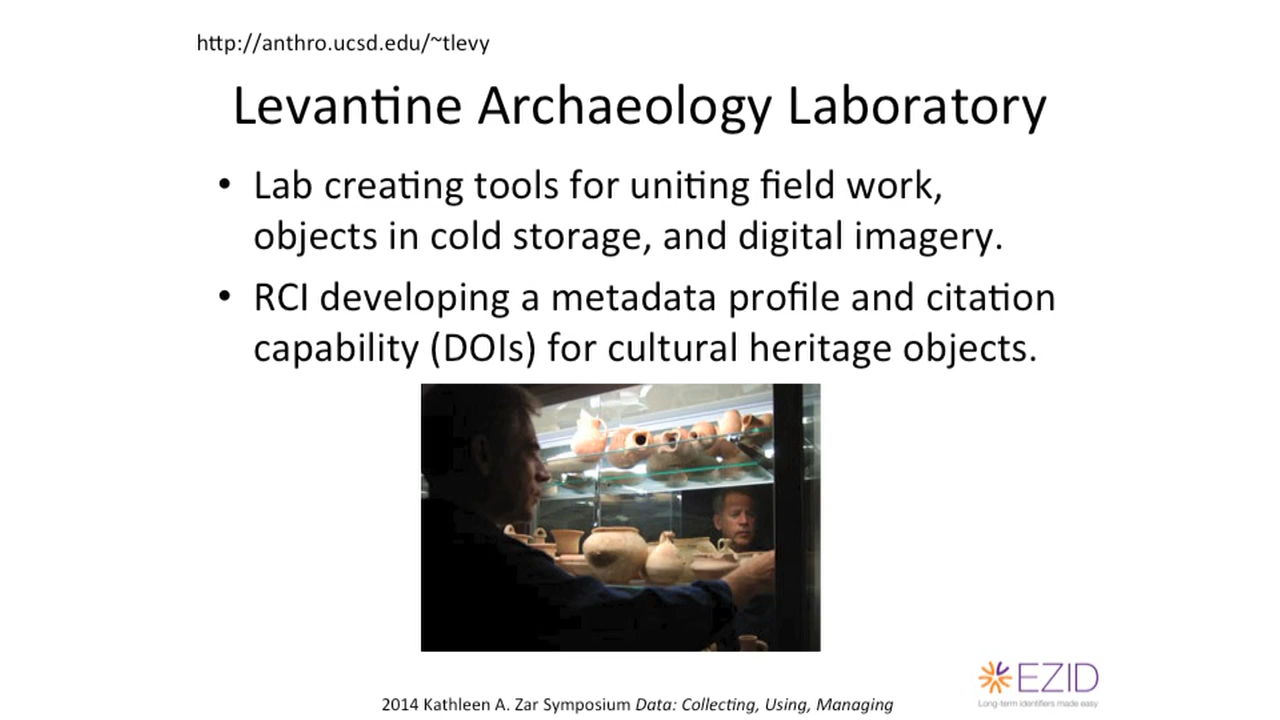 http://anthro.ucsd.edu/~tlevy
Levantine Archaeology Laboratory
• Lab creating tools for uniting field work,
objects in cold storage, and digital imagery.
• RCI developing a metadata profile and citation
capability (DOIs) for cultural heritage objects.
EZID
Long-term identifiers made easy
2014 Kathleen A. Zar Symposium Data: Collecting, Using, Managing